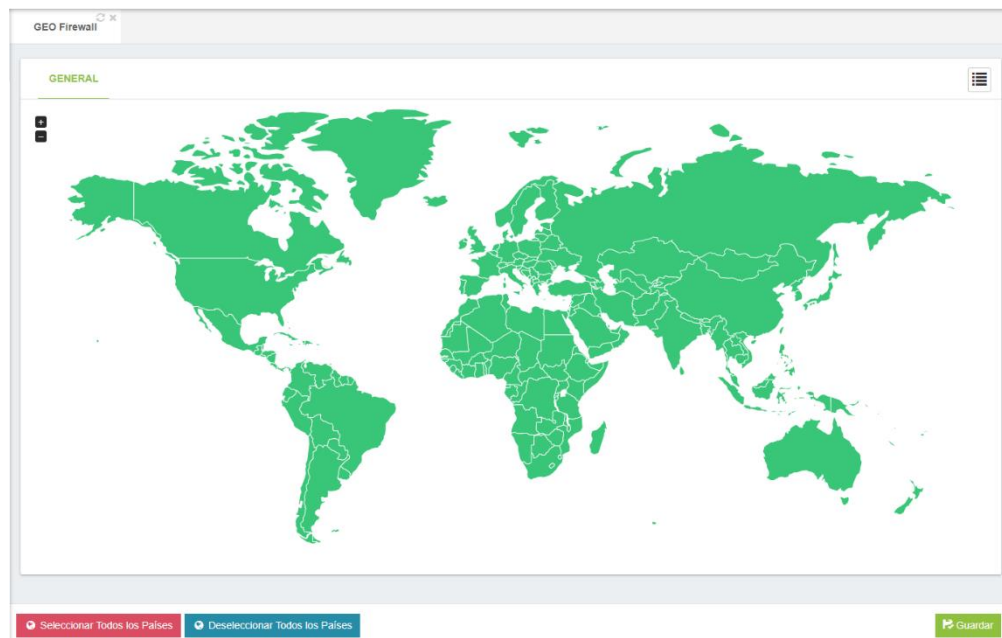 GEO Firewall
GENERAL
Seleccionar Todos los Países
Deseleccionar Todos los Países
Guardar